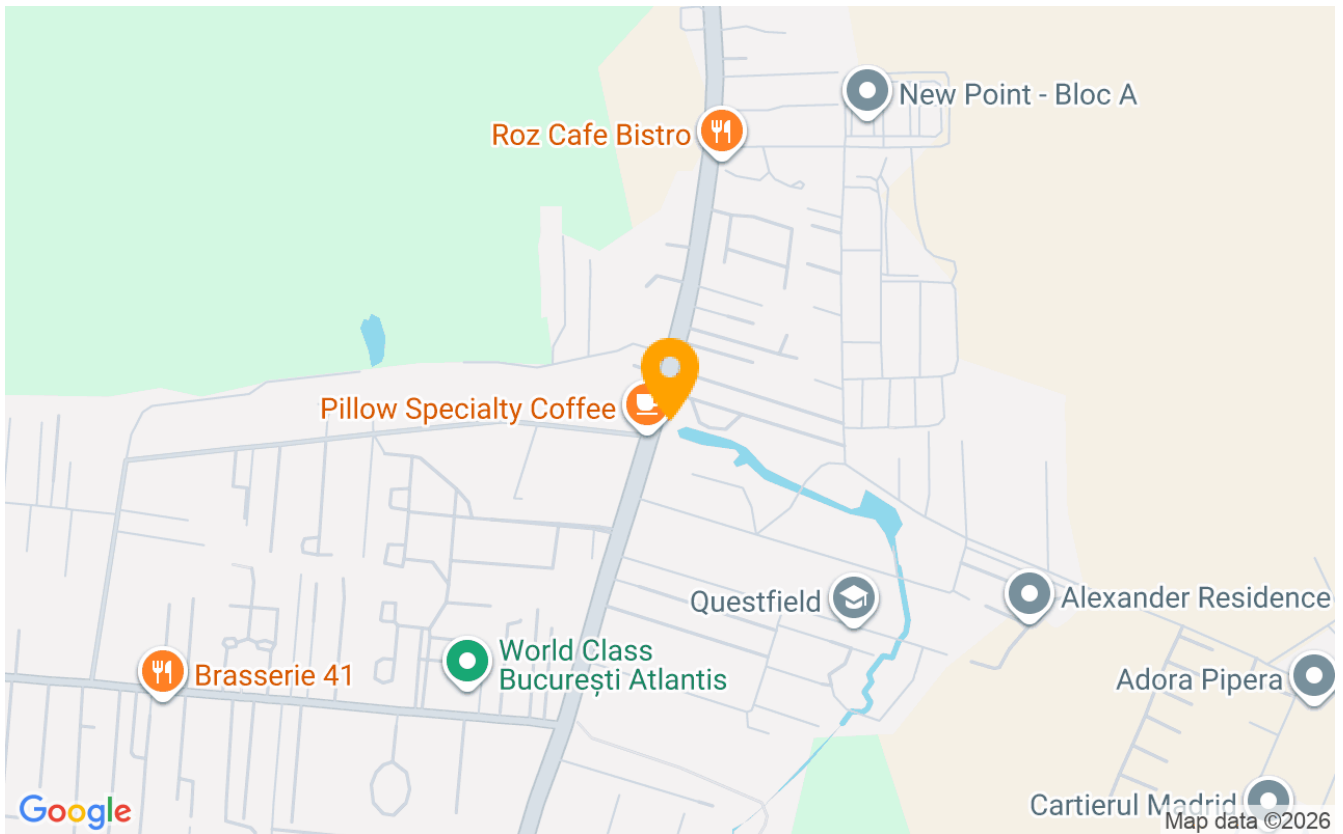 New Point - Bloc A
Roz Cafe Bistro
Pillow Specialty Coffee
Questfield
Alexander Residence
World Class
București Atlantis
Brasserie 41
Adora Pipera
Cartierul Madrid
Google
Map data ©2026